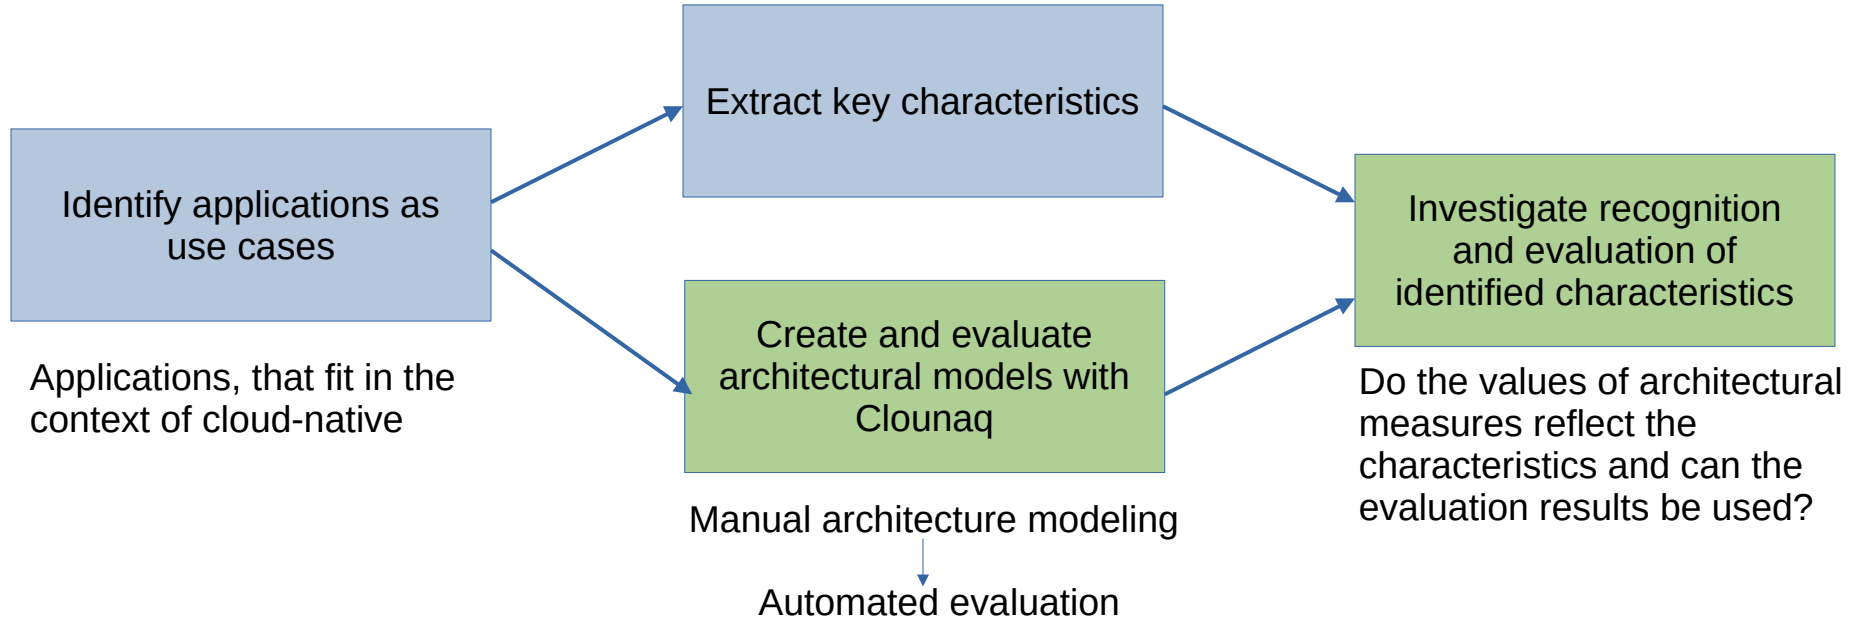 Extract key characteristics
Identify applications as
use cases
Applications, that fit in the
context of cloud-native
Create and evaluate
architectural models with
Clounaq
Manual architecture modeling
Automated evaluation
Investigate recognition
and evaluation of
identified characteristics
Do the values of architectural
measures reflect the
characteristics and can the
evaluation results be used?